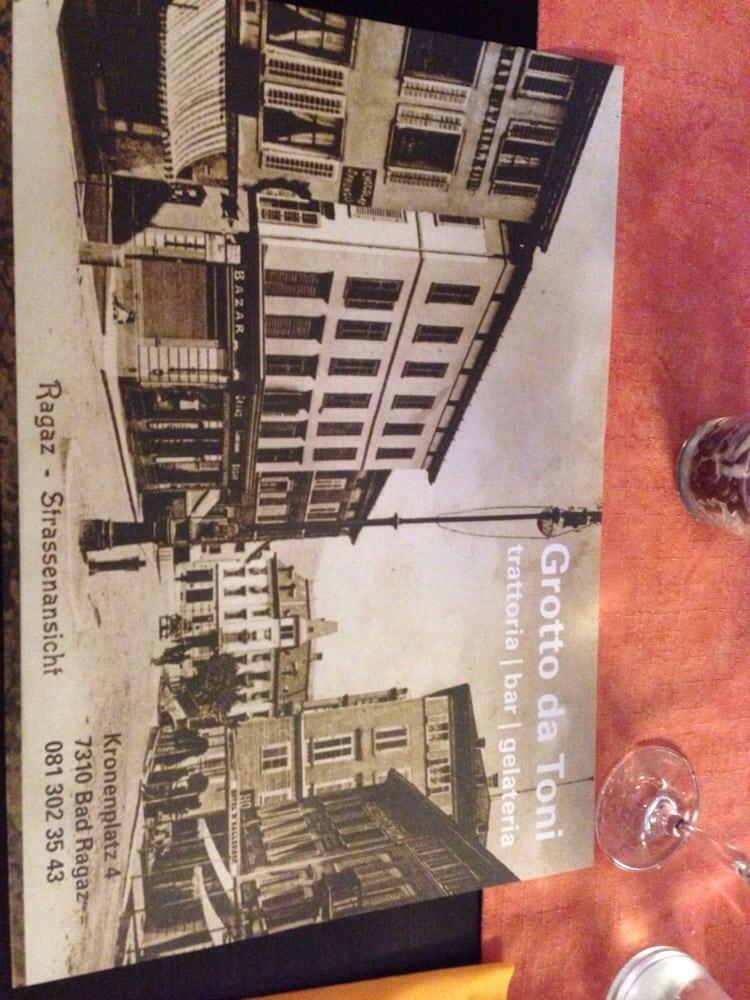 Grotto da Toni
trattoria | bar | gelateria
BAZAR
Ragaz - Strassenansicht
Kronenplatz 4
7310 Bad Ragaz
081 302 35 43